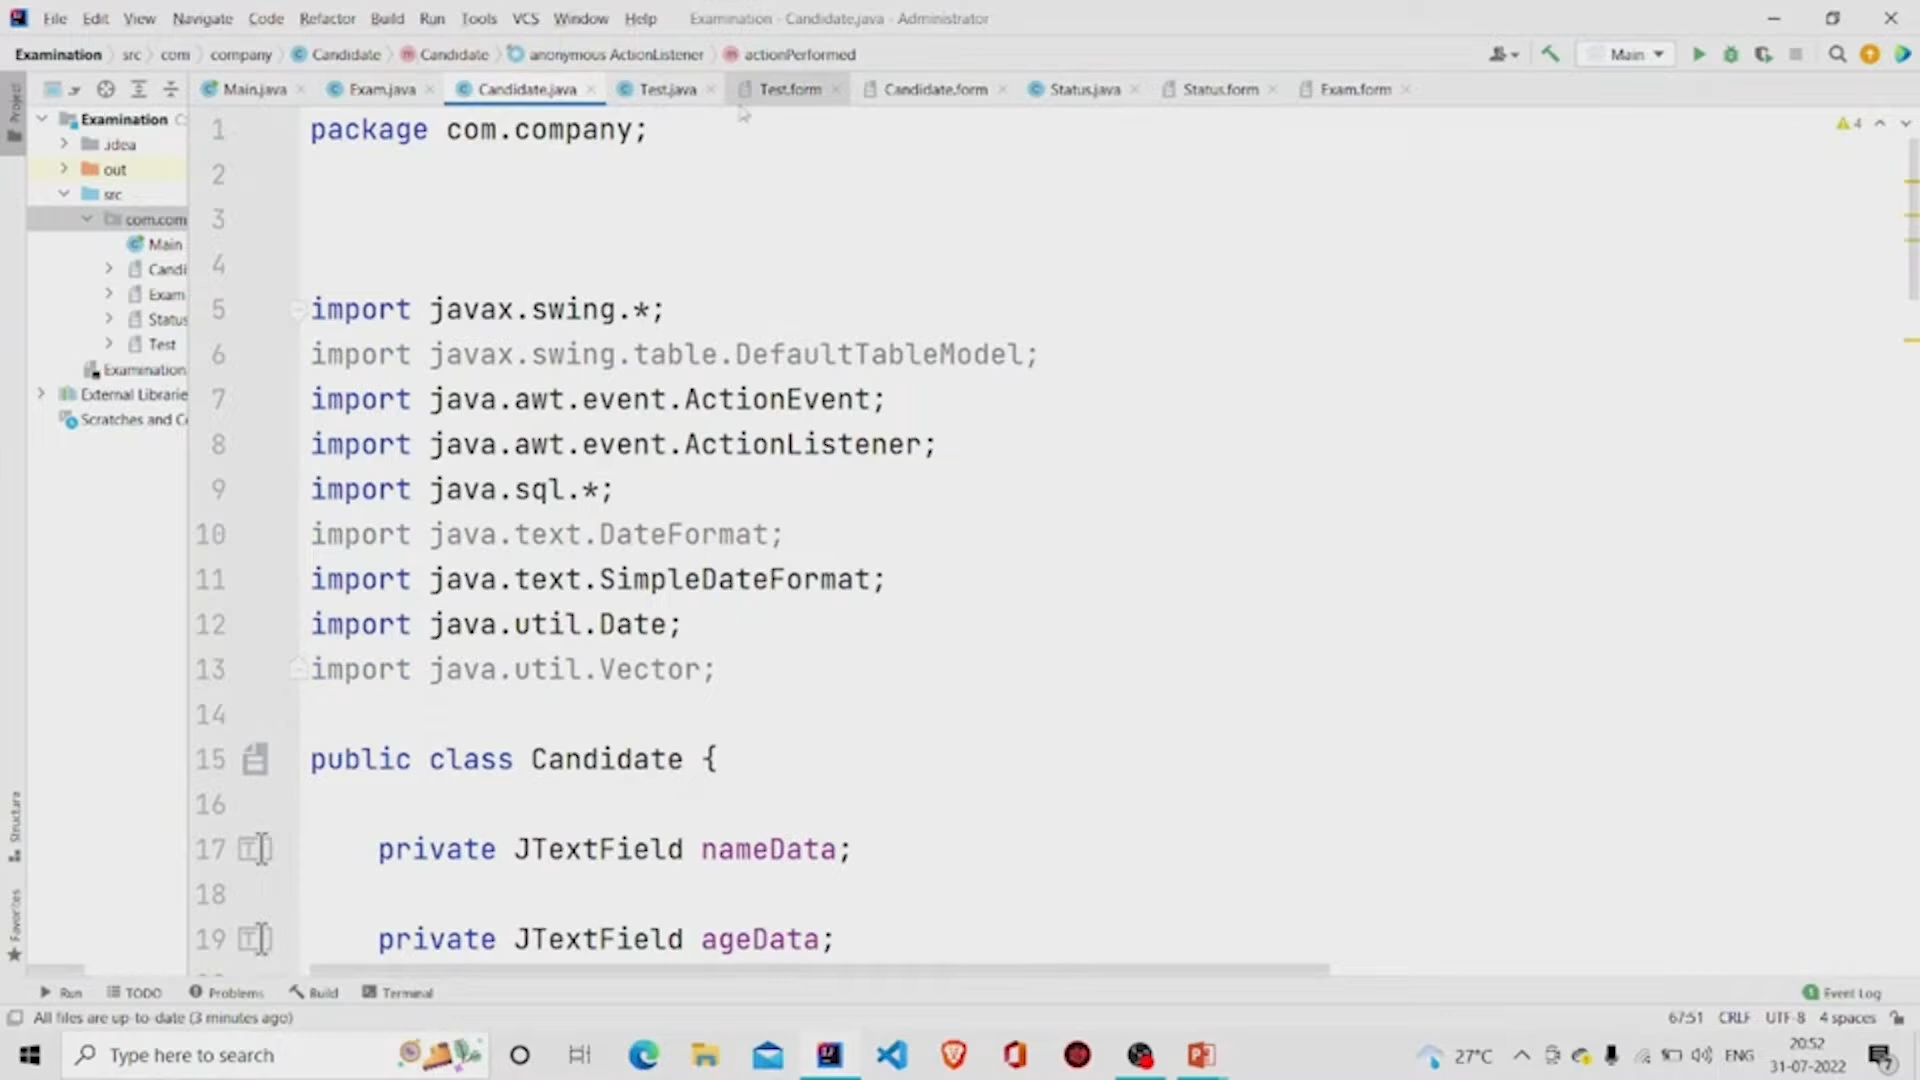 File Edit View Navigate Code Refactor Build Run Tools VCS Window Help Examination - Candidate.java - Administrator
Examination src com company Candidate Candidate anonymous ActionListener actionPerformed Main
Project
Main.java Exam.java Candidate.java Test.java Test.form Candidate.form Status.java Status.form Exam.form
Examination
.idea
out
src
com.com
Main
Candi
Exam
Status
Test
Examination
External Librarie
Scratches and C
4
1 package com.company;
2
3
4
5 import javax.swing.*;
6 import javax.swing.table.DefaultTableModel;
7 import java.awt.event.ActionEvent;
8 import java.awt.event.ActionListener;
9 import java.sql.*;
10 import java.text.DateFormat;
11 import java.text.SimpleDateFormat;
12 import java.util.Date;
13 import java.util.Vector;
14
15 public class Candidate {
16
17 private JTextField nameData;
18
19 private JTextField ageData;
Structure
Favorites
Run TODO Problems Build Terminal Event Log
All files are up-to-date (3 minutes ago) 67:51 CRLF UTF-8 4 spaces
Type here to search 27°C ENG 20:52
31-07-2022